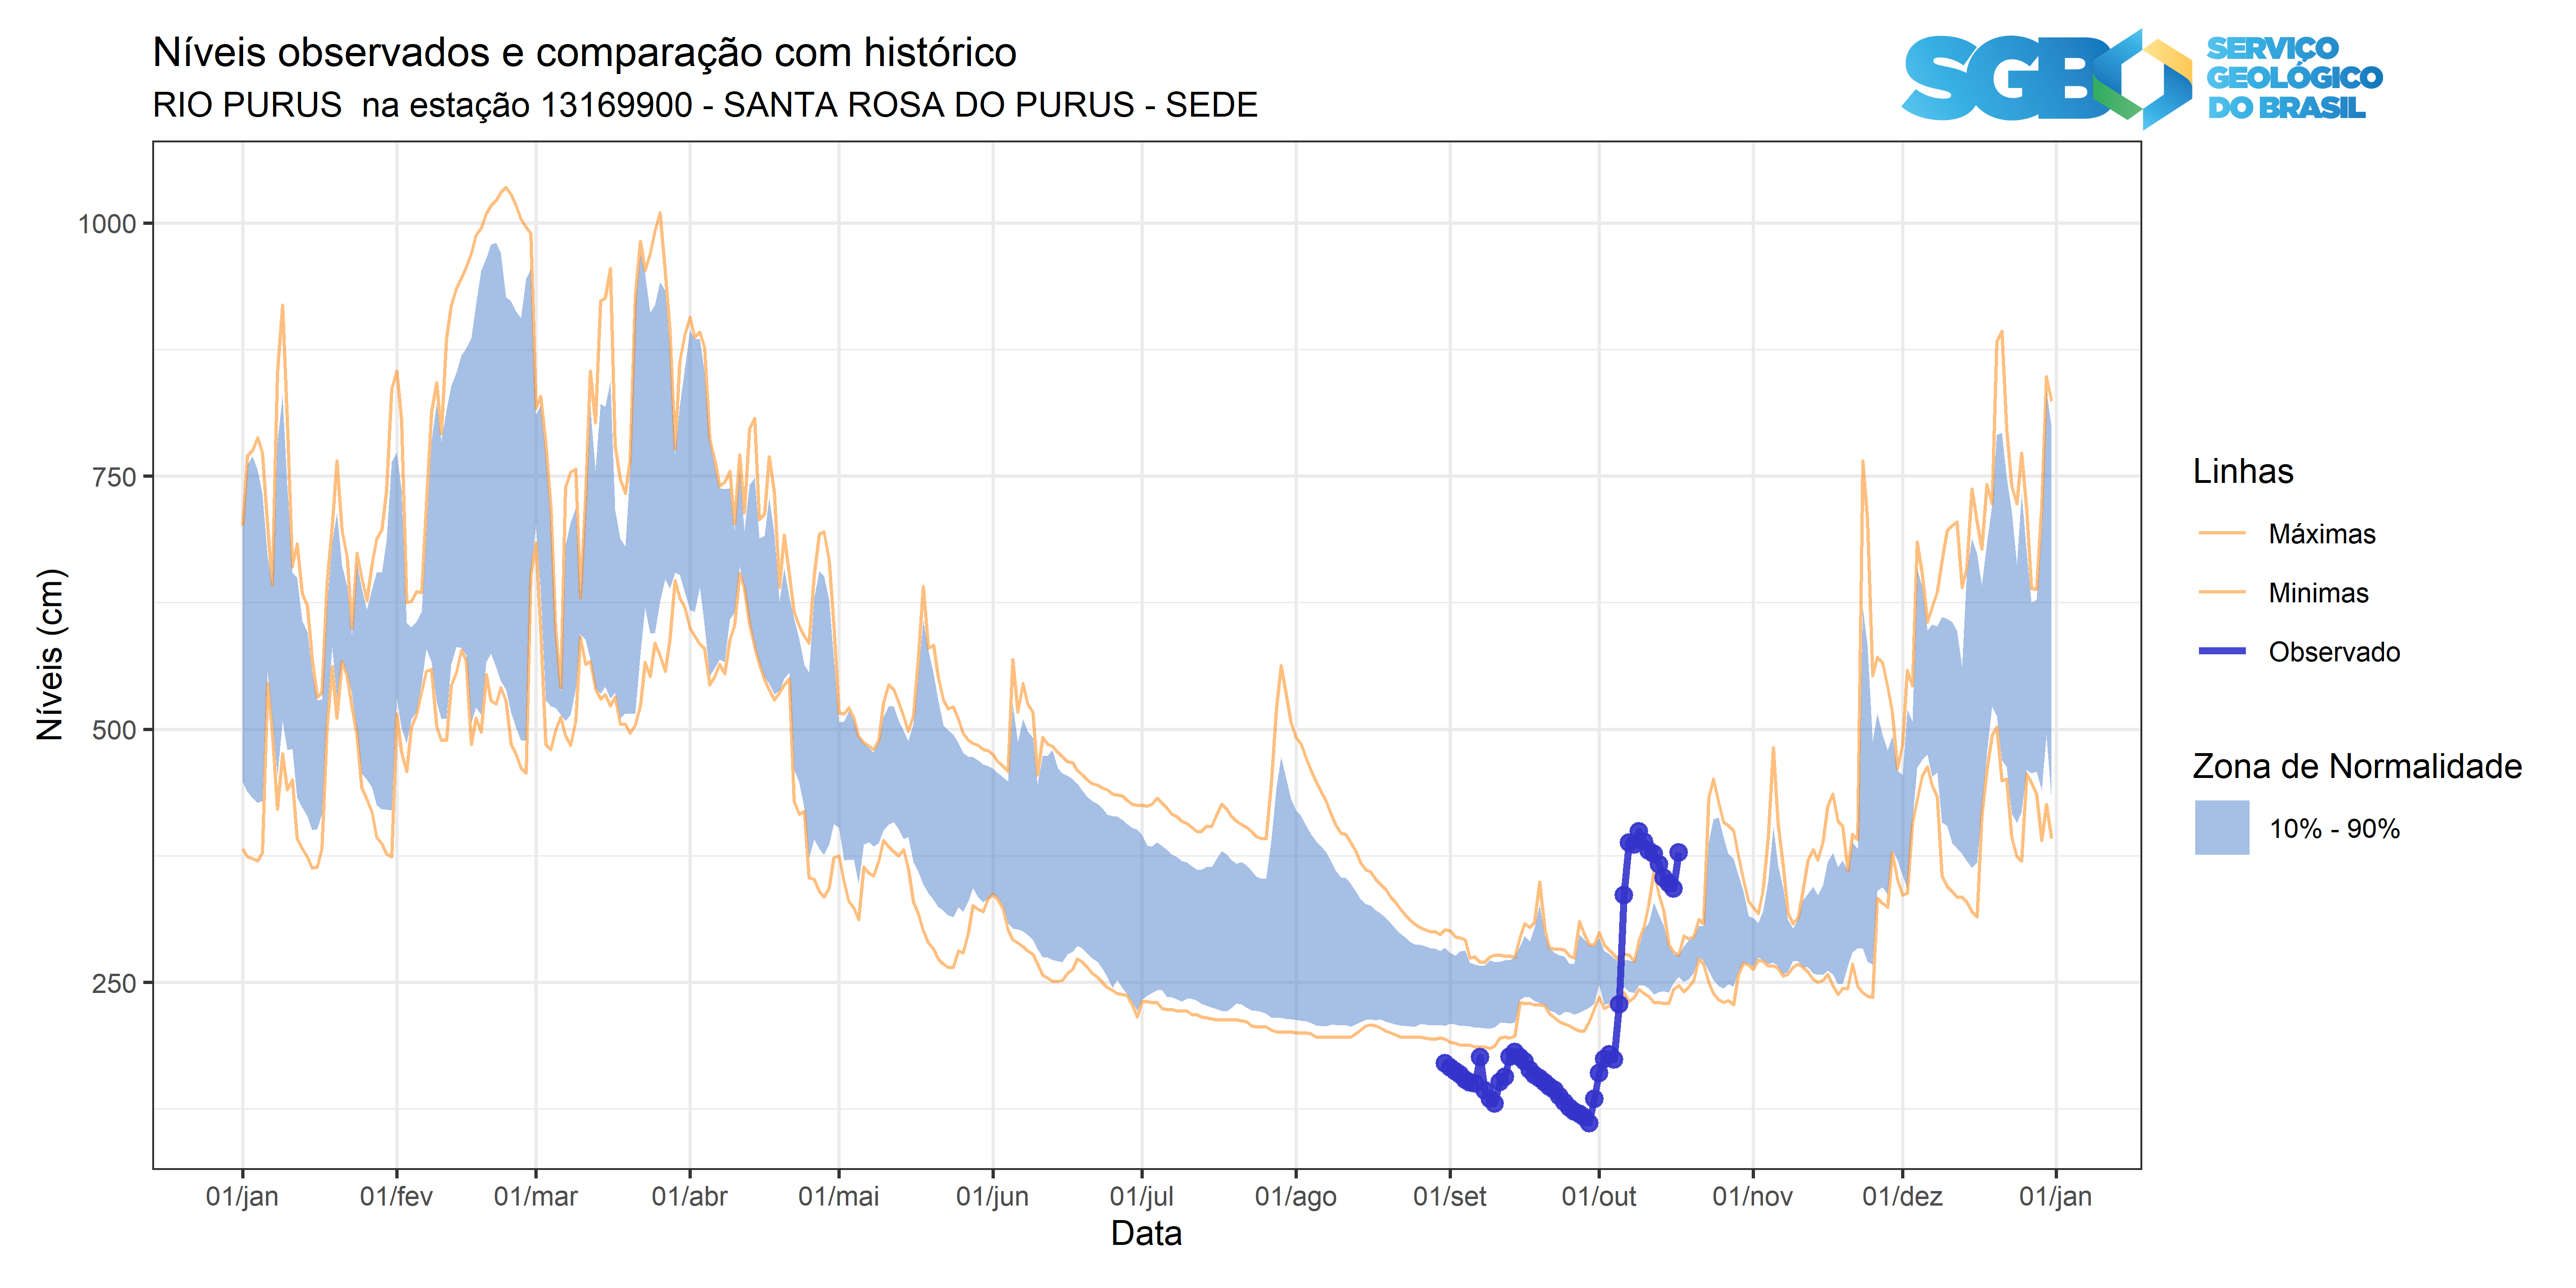 Níveis observados e comparação com histórico
RIO PURUS  na estação 13169900 - SANTA ROSA DO PURUS - SEDE
SGB
SERVIÇO
GEOLÓGICO
DO BRASIL
1000
750
500
250
Níveis (cm)
01/jan
01/fev
01/mar
01/abr
01/mai
01/jun
01/jul
01/ago
01/set
01/out
01/nov
01/dez
01/jan
Data
Linhas
Máximas
Minimas
Observado
Zona de Normalidade
10% - 90%